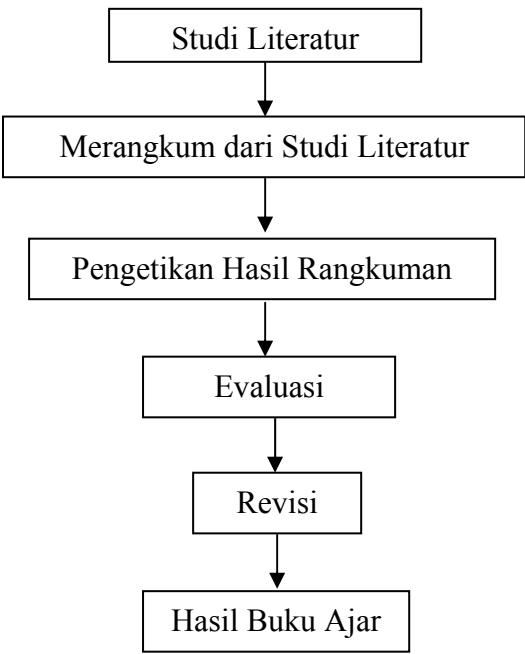 Studi Literatur
Merangkum dari Studi Literatur
Pengetikan Hasil Rangkuman
Evaluasi
Revisi
Hasil Buku Ajar